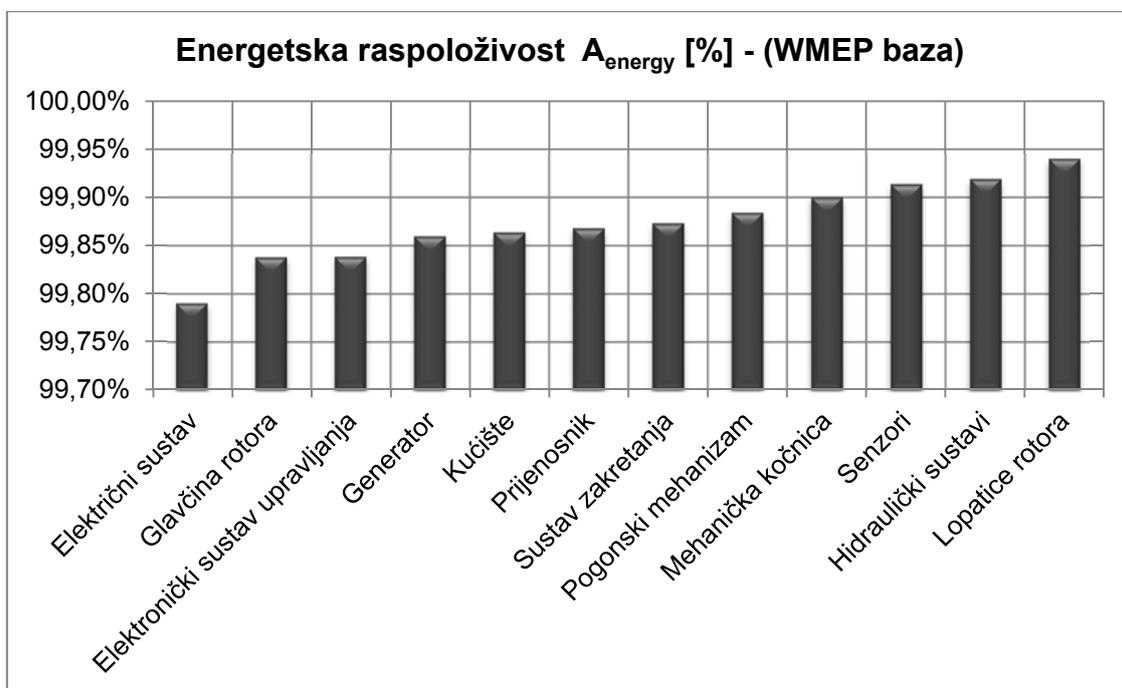 Energetska raspoloživost A_energy [%] - (WMEP baza)
100,00%
99,95%
99,90%
99,85%
99,80%
99,75%
99,70%
Električni sustav
Glavčina rotora
Elektronički sustav upravljanja
Generator
Kućište
Prijenosnik
Sustav zakretanja
Pogonski mehanizam
Mehanička kočnica
Senzori
Hidraulički sustavi
Lopatice rotora